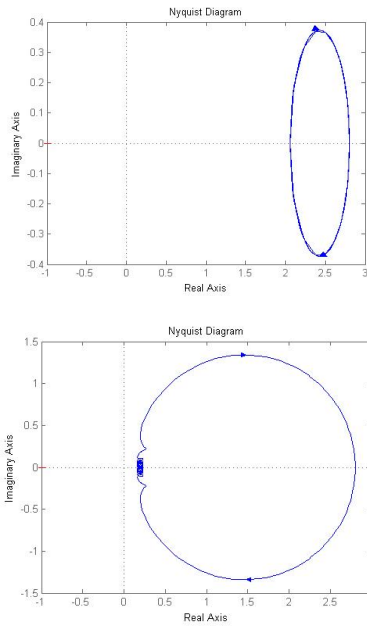 Nyquist Diagram
0.4
0.3
0.2
0.1
0
-0.1
-0.2
-0.3
-0.4
Imaginary Axis
-1 -0.5 0 0.5 1 1.5 2 2.5 3
Real Axis
Nyquist Diagram
1.5
1
0.5
0
-0.5
-1
-1.5
Imaginary Axis
-1 -0.5 0 0.5 1 1.5 2 2.5
Real Axis